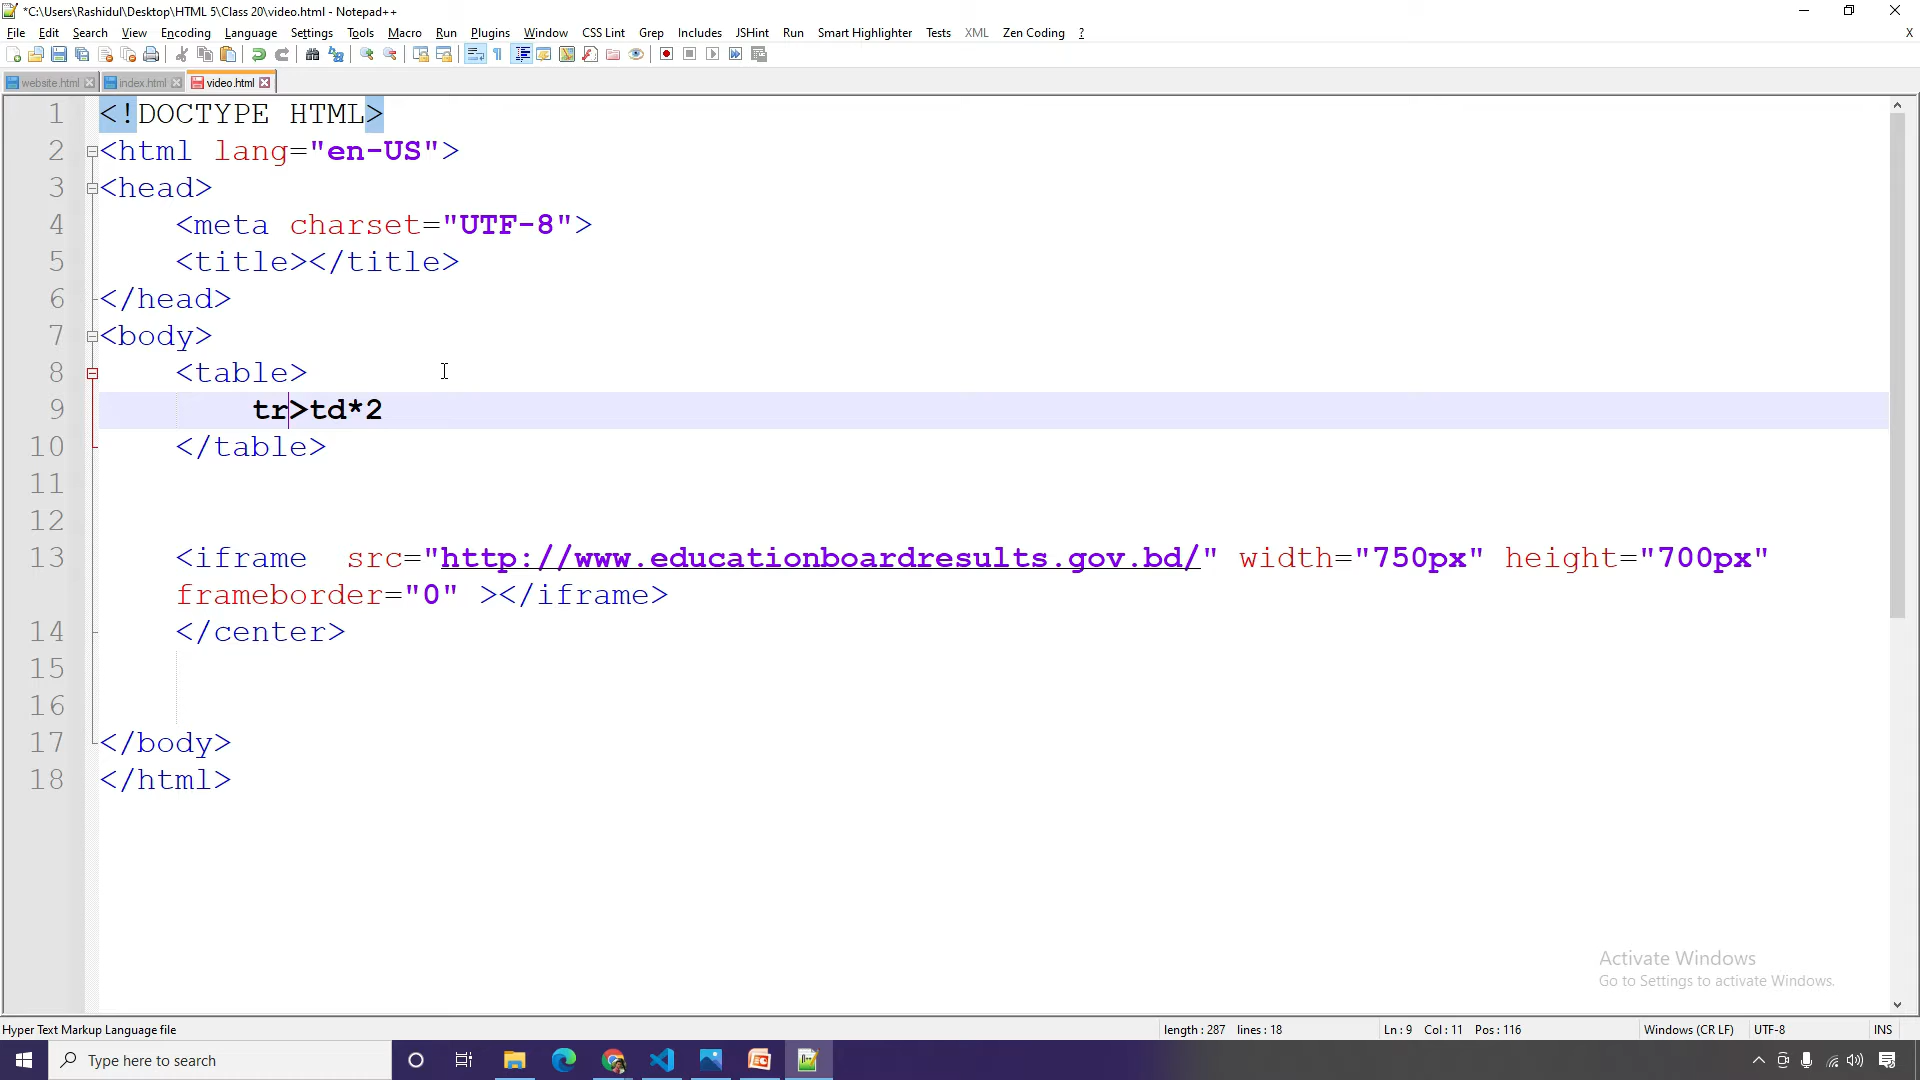 *C:\Users\Rashidul\Desktop\HTML 5\Class 20\video.html - Notepad++
File Edit Search View Encoding Language Settings Tools Macro Run Plugins Window CSS Lint Grep Includes JSHint Run Smart Highlighter Tests XML Zen Coding ? X
website.html index.html video.html
1 <!DOCTYPE HTML>
2 <html lang="en-US">
3 <head>
4 <meta charset="UTF-8">
5 <title></title>
6 </head>
7 <body>
8 <table>
9 tr>td*2
10 </table>
11
12
13 <iframe src="http://www.educationboardresults.gov.bd/" width="750px" height="700px"
frameborder="0" ></iframe>
14 </center>
15
16
17 </body>
18 </html>
Activate Windows
Go to Settings to activate Windows.
Hyper Text Markup Language file length : 287 lines : 18 Ln : 9 Col : 11 Pos : 116 Windows (CR LF) UTF-8 INS
Type here to search